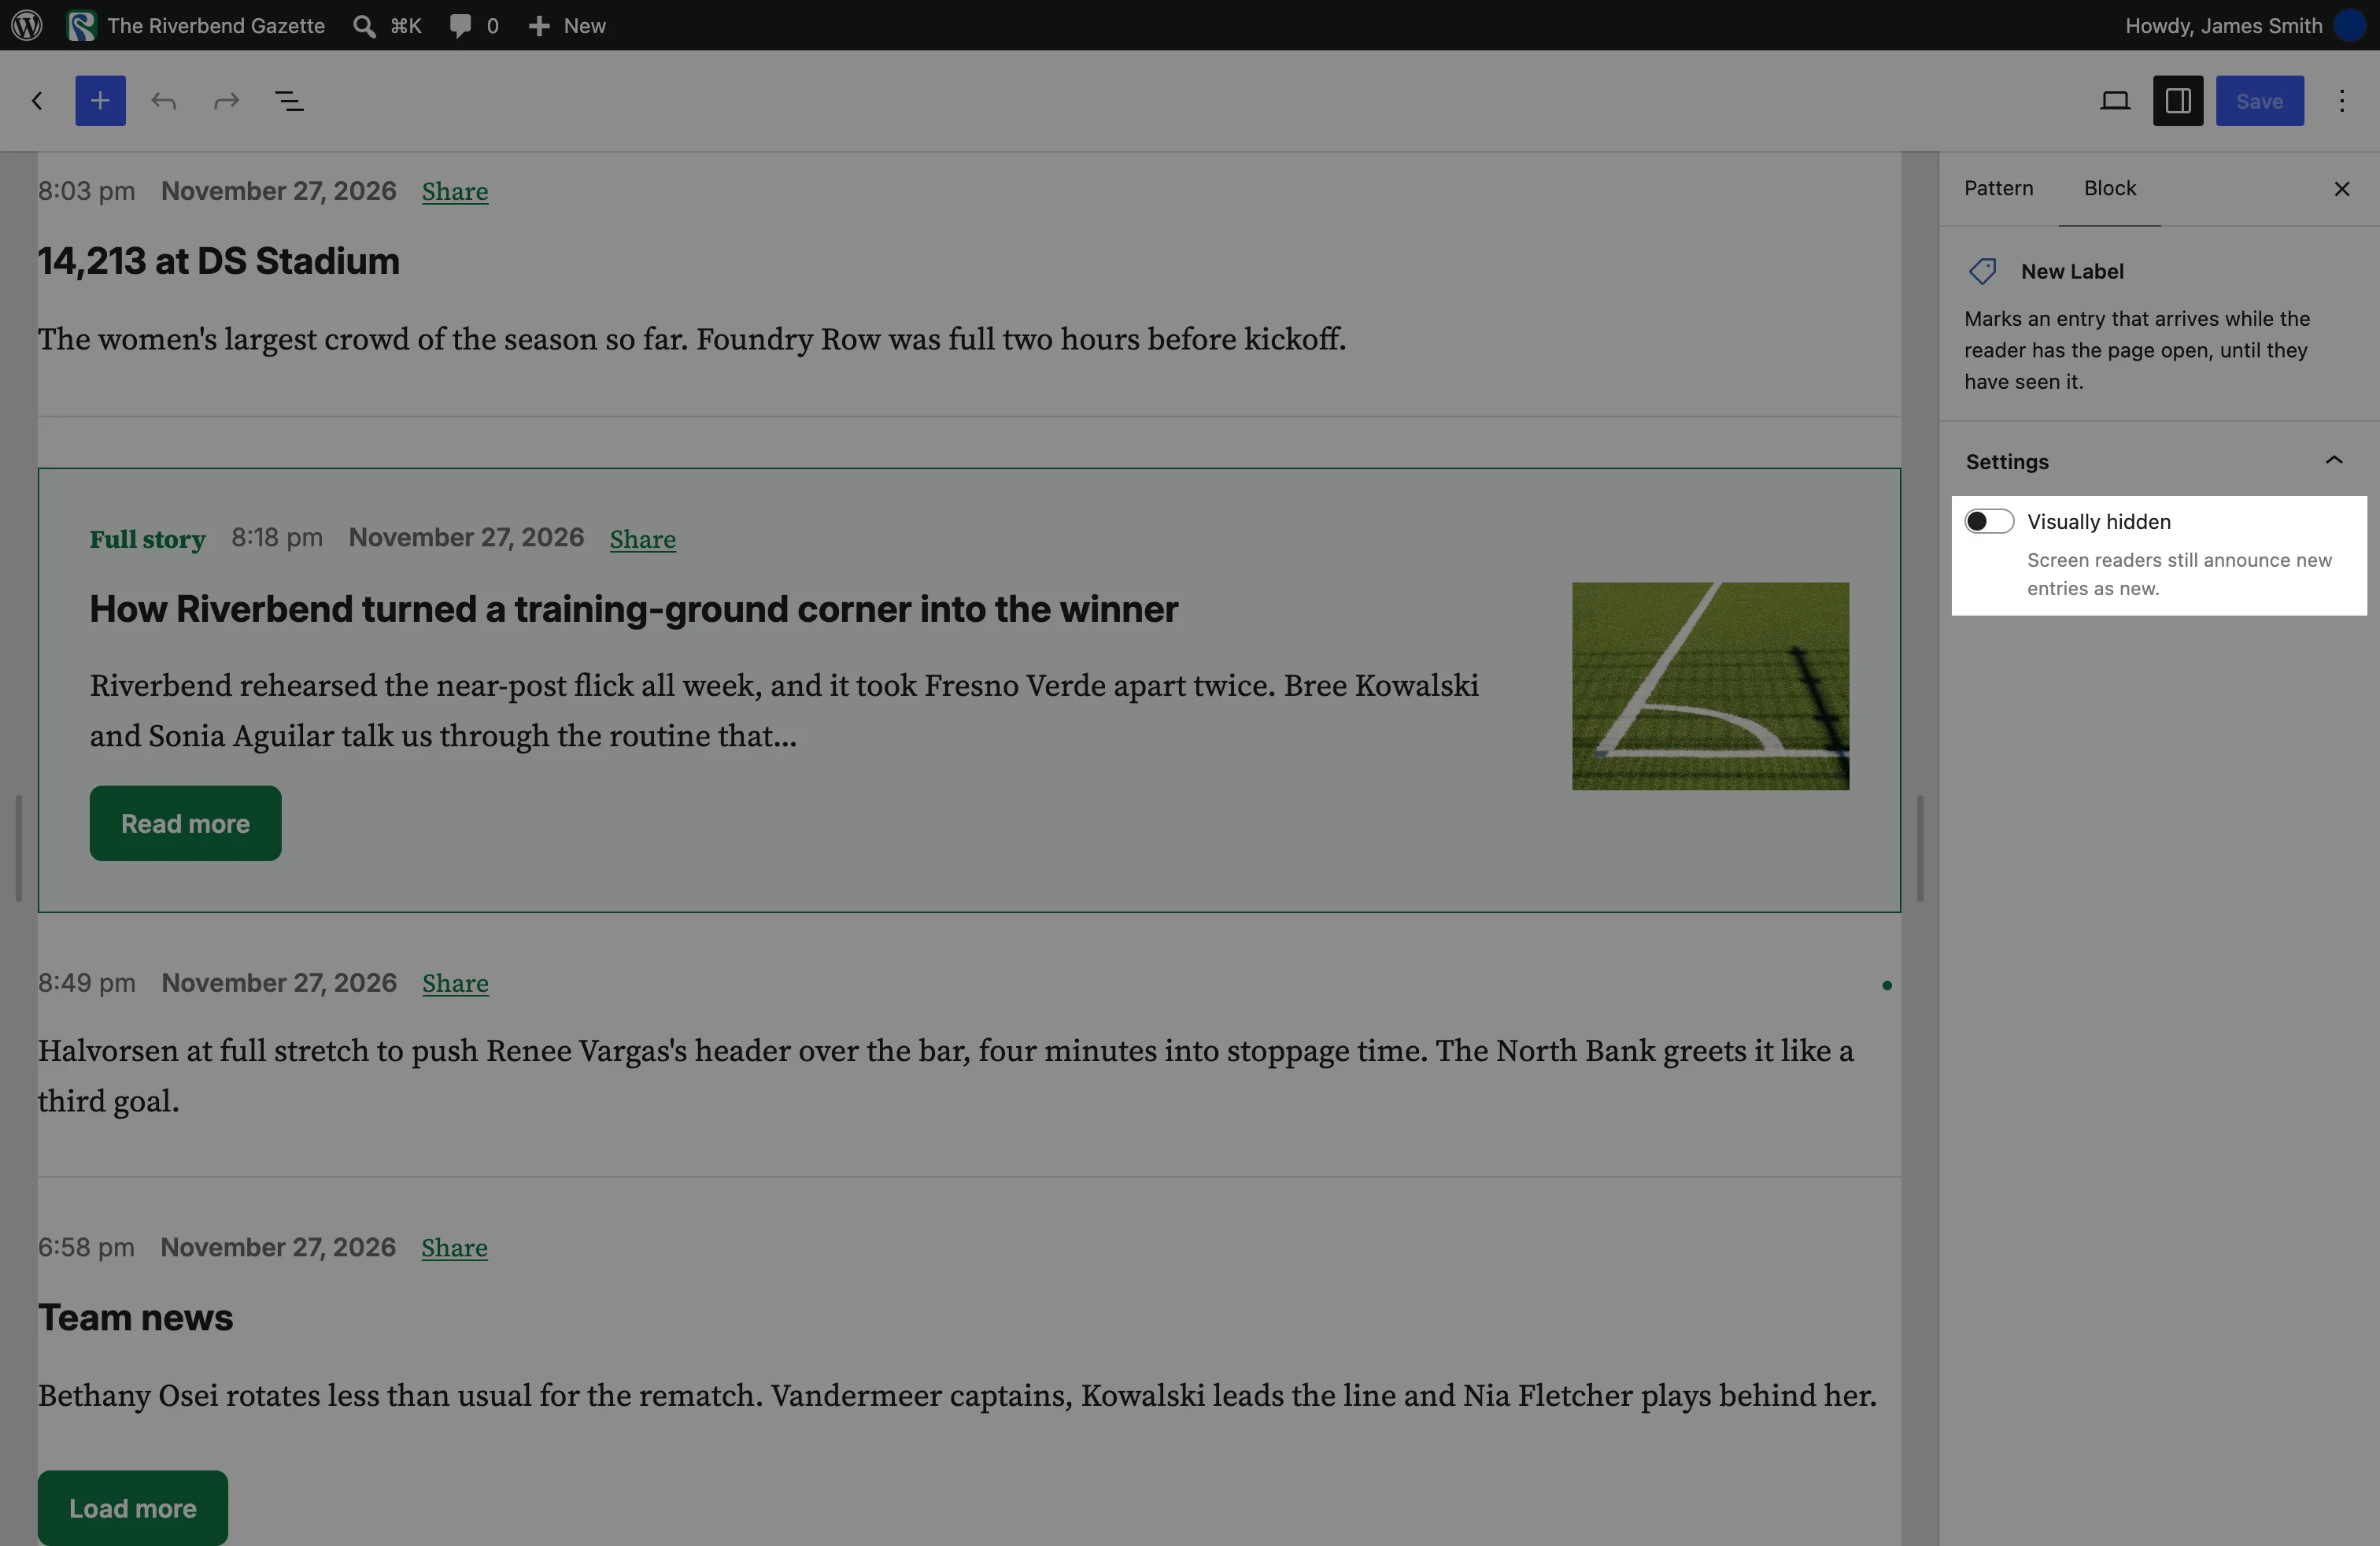 The Riverbend Gazette ⌘K 0 New Howdy, James Smith
Save
8:03 pm November 27, 2026 Share
14,213 at DS Stadium
The women's largest crowd of the season so far. Foundry Row was full two hours before kickoff.
Full story 8:18 pm November 27, 2026 Share
How Riverbend turned a training-ground corner into the winner
Riverbend rehearsed the near-post flick all week, and it took Fresno Verde apart twice. Bree Kowalski
and Sonia Aguilar talk us through the routine that...
Read more
8:49 pm November 27, 2026 Share
Halvorsen at full stretch to push Renee Vargas's header over the bar, four minutes into stoppage time. The North Bank greets it like a
third goal.
6:58 pm November 27, 2026 Share
Team news
Bethany Osei rotates less than usual for the rematch. Vandermeer captains, Kowalski leads the line and Nia Fletcher plays behind her.
Load more
Pattern Block
New Label
Marks an entry that arrives while the
reader has the page open, until they
have seen it.
Settings
Visually hidden
Screen readers still announce new
entries as new.